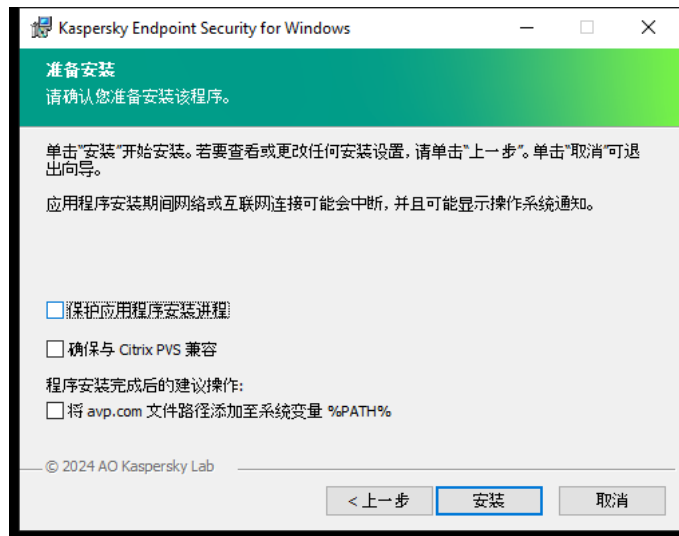 Kaspersky Endpoint Security for Windows
准备安装
请确认您准备安装该程序。
单击"安装"开始安装。若要查看或更改任何安装设置, 请单击"上一步"。单击"取消"可退
出向导。
应用程序安装期间网络或互联网连接可能会中断, 并且可能显示操作系统通知。
保护应用程序安装进程
确保与 Citrix PVS 兼容
程序安装完成后的建议操作:
将 avp.com 文件路径添加至系统变量 %PATH%
© 2024 AO Kaspersky Lab
<上一步 安装 取消